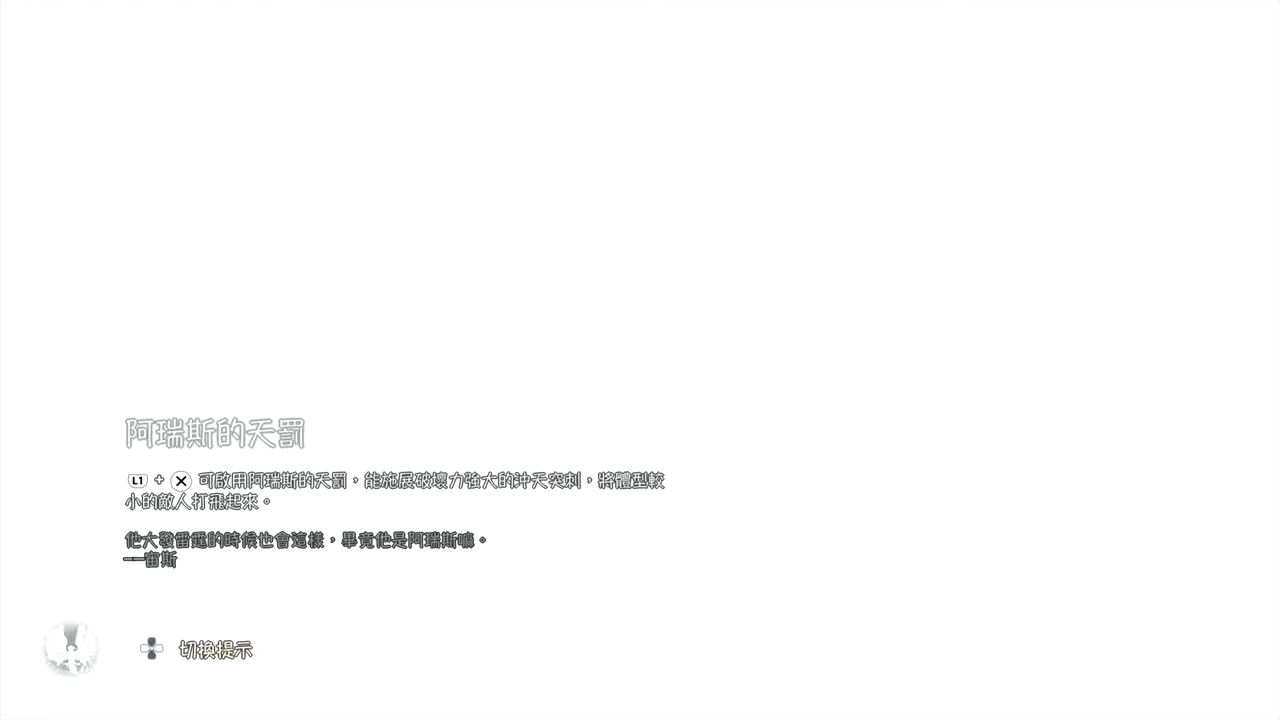 阿瑞斯的天罰
L1 + X 可啟用阿瑞斯的天罰，能施展破壞力強大的沖天突刺，將體型較
小的敵人打飛起來。
他大發雷霆的時候也會這樣，畢竟他是阿瑞斯嘛。
──宙斯
切換提示